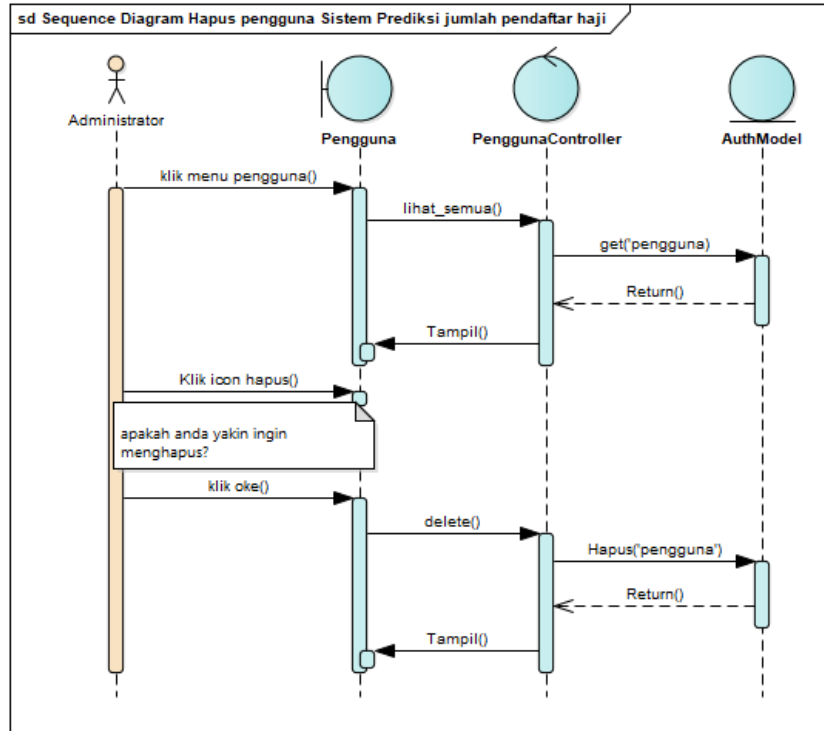 sd Sequence Diagram Hapus pengguna Sistem Prediksi jumlah pendaftar haji
Administrator
Pengguna
PenggunaController
AuthModel
klik menu pengguna()
lihat_semua()
get('pengguna)
Return()
Tampil()
Klik icon hapus()
apakah anda yakin ingin
menghapus?
klik oke()
delete()
Hapus('pengguna')
Return()
Tampil()